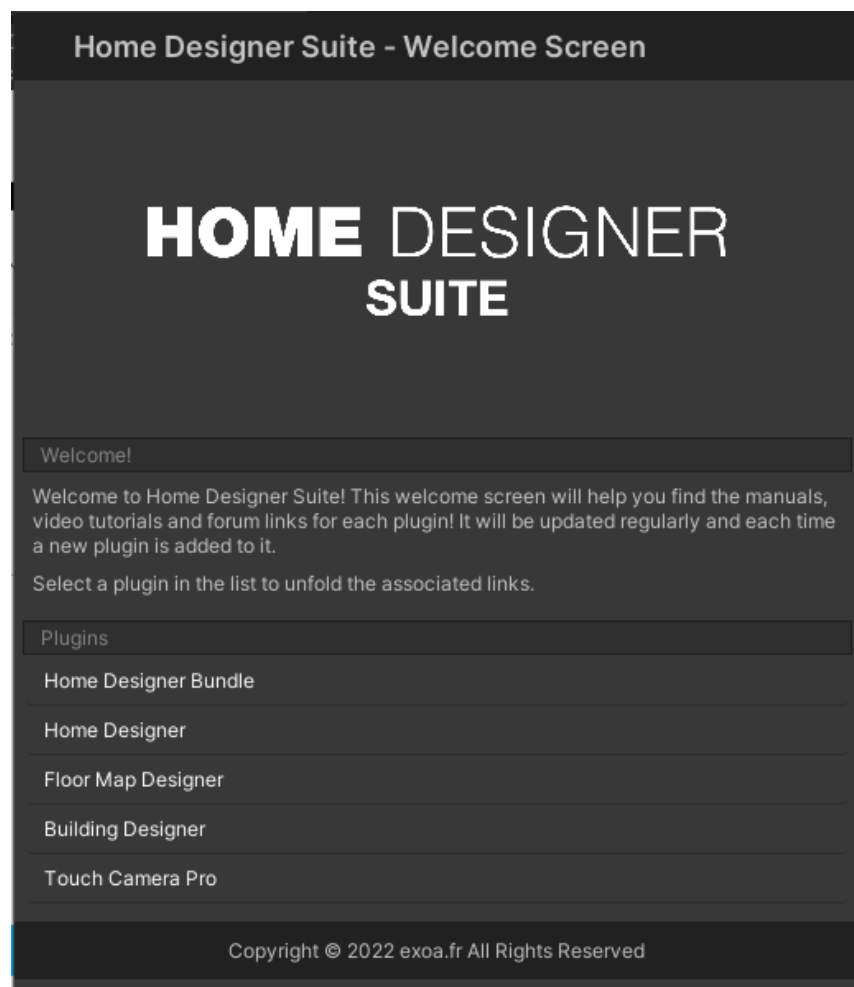 Home Designer Suite - Welcome Screen
HOME DESIGNER
SUITE
Welcome!
Welcome to Home Designer Suite! This welcome screen will help you find the manuals,
video tutorials and forum links for each plugin! It will be updated regularly and each time
a new plugin is added to it.
Select a plugin in the list to unfold the associated links.
Plugins
Home Designer Bundle
Home Designer
Floor Map Designer
Building Designer
Touch Camera Pro
Copyright © 2022 exoa.fr All Rights Reserved